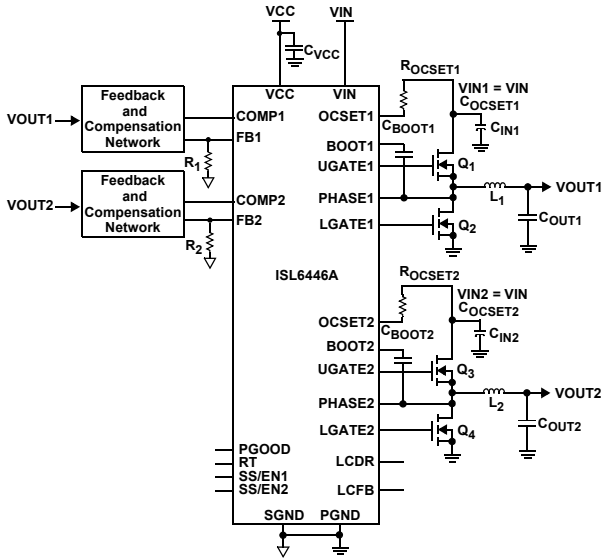 VCC VIN
CVCC
VCC VIN
Feedback
and
Compensation
Network
VOUT1
COMP1
FB1
R1
Feedback
and
Compensation
Network
VOUT2
COMP2
FB2
R2
ISL6446A
PGOOD
RT
SS/EN1
SS/EN2
SGND PGND
OCSET1
BOOT1
UGATE1
PHASE1
LGATE1
OCSET2
BOOT2
UGATE2
PHASE2
LGATE2
LCDR
LCFB
ROCSET1
VIN1 = VIN
COCSET1
CIN1
CBOOT1
Q1
L1
VOUT1
COUT1
Q2
ROCSET2
VIN2 = VIN
COCSET2
CIN2
CBOOT2
Q3
L2
VOUT2
COUT2
Q4